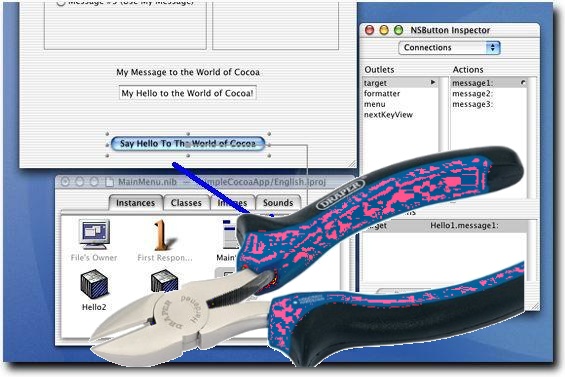 Message #3 (Use My Message)
My Message to the World of Cocoa
My Hello to the World of Cocoa!
Say Hello To The World of Cocoa
NSButton Inspector
Connections
Outlets
Actions
target
formatter
menu
nextKeyView
message1:
message2:
message3:
MainMenu.nib
SimpleCocoaApp/English.lproj
Instances
Classes
Images
Sounds
File's Owner
First Respon...
Hello2
DRAPER
target
Hello1.message1:
DRAPER